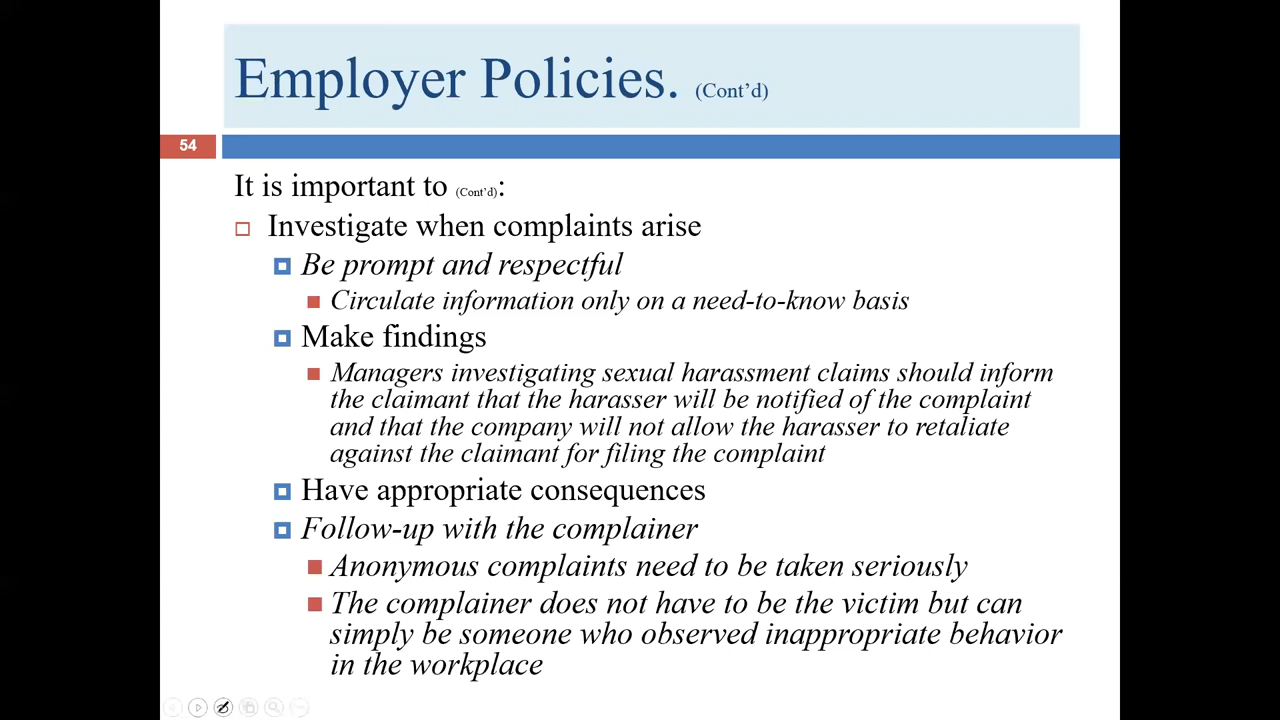 Employer Policies. (Cont’d)
54
It is important to (Cont’d):
Investigate when complaints arise
Be prompt and respectful
Circulate information only on a need-to-know basis
Make findings
Managers investigating sexual harassment claims should inform
the claimant that the harasser will be notified of the complaint
and that the company will not allow the harasser to retaliate
against the claimant for filing the complaint
Have appropriate consequences
Follow-up with the complainer
Anonymous complaints need to be taken seriously
The complainer does not have to be the victim but can
simply be someone who observed inappropriate behavior
in the workplace